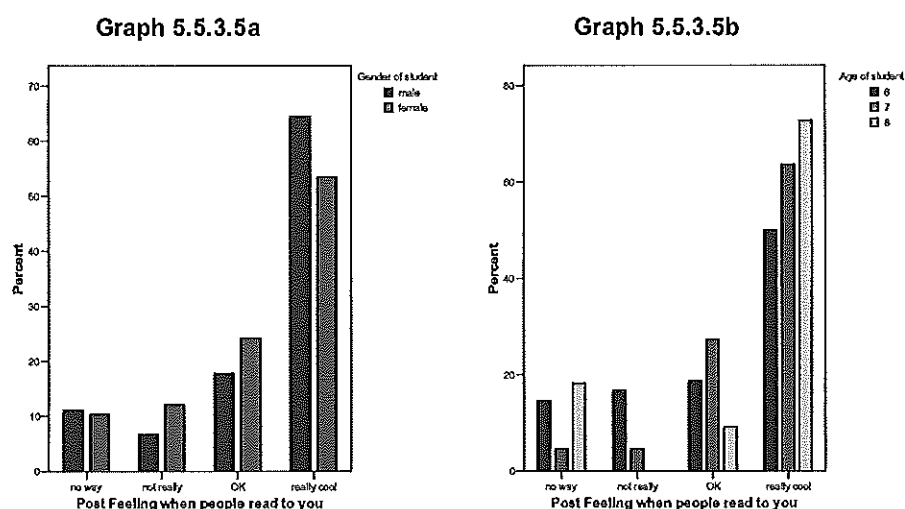 Graph 5.5.3.5a
Gender of student
male
female
70
60
50
40
30
20
10
0
Percent
no way
not really
OK
really cool
Post Feeling when people read to you
Graph 5.5.3.5b
Age of student
6
7
8
80
60
40
20
0
Percent
no way
not really
OK
really cool
Post Feeling when people read to you